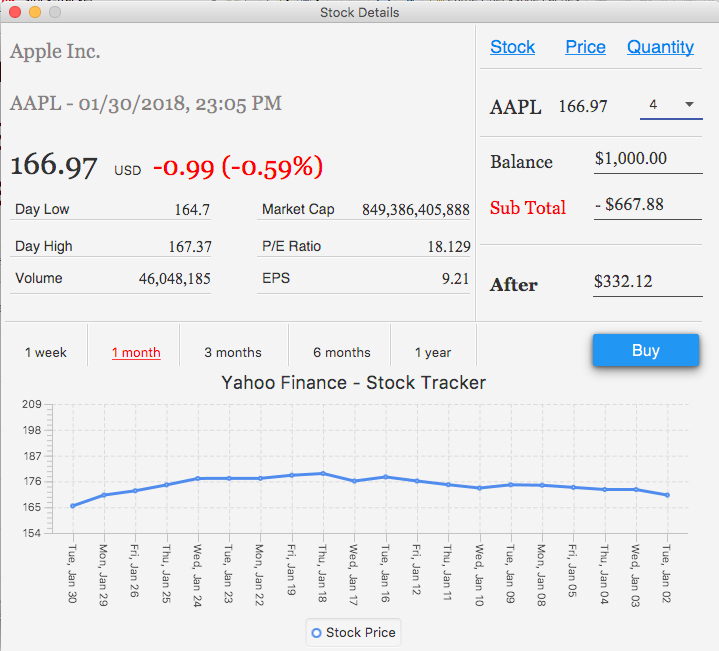 Stock Details
Apple Inc.
AAPL - 01/30/2018, 23:05 PM
166.97 USD -0.99 (-0.59%)
Day Low 164.7
Market Cap 849,386,405,888
Day High 167.37
P/E Ratio 18.129
Volume 46,048,185
EPS 9.21
Stock Price Quantity
AAPL 166.97 4
Balance $1,000.00
Sub Total - $667.88
After $332.12
1 week 1 month 3 months 6 months 1 year
Buy
Yahoo Finance - Stock Tracker
209
198
187
176
165
154
Tue, Jan 30
Mon, Jan 29
Fri, Jan 26
Thu, Jan 25
Wed, Jan 24
Tue, Jan 23
Mon, Jan 22
Fri, Jan 19
Thu, Jan 18
Wed, Jan 17
Tue, Jan 16
Fri, Jan 12
Thu, Jan 11
Wed, Jan 10
Tue, Jan 09
Mon, Jan 08
Fri, Jan 05
Thu, Jan 04
Wed, Jan 03
Tue, Jan 02
Stock Price